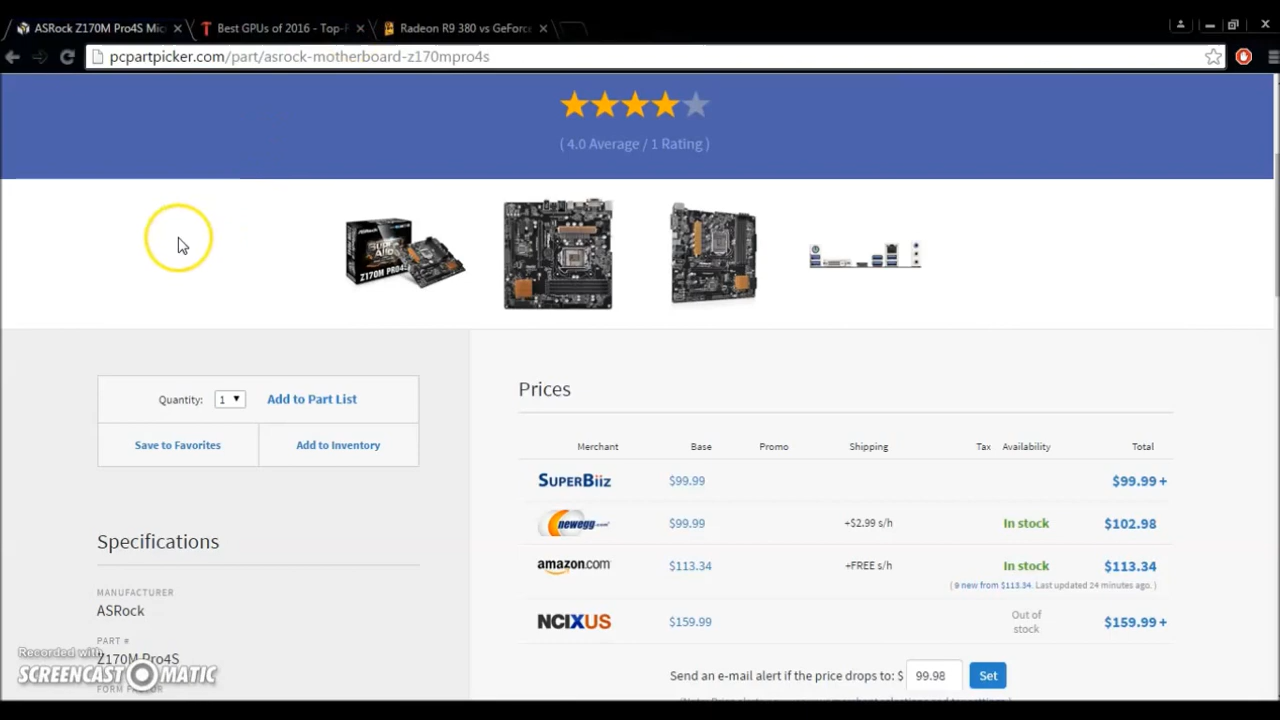 ASRock Z170M Pro4S Mic
Best GPUs of 2016 - Top-F
Radeon R9 380 vs GeForce
pcpartpicker.com/part/asrock-motherboard-z170mpro4s
( 4.0 Average / 1 Rating )
Z170M PRO4S
Quantity: 1 Add to Part List
Save to Favorites Add to Inventory
Specifications
MANUFACTURER
ASRock
PART #
Z170M Pro4S
FORM FACTOR
Prices
Merchant Base Promo Shipping Tax Availability Total
SUPERBIIZ $99.99 $99.99 +
newegg.com $99.99 +$2.99 s/h In stock $102.98
amazon.com $113.34 +FREE s/h In stock $113.34
( 9 new from $113.34. Last updated 24 minutes ago. )
NCIXUS $159.99 Out of stock $159.99 +
Send an e-mail alert if the price drops to: $ 99.98 Set
Recorded with
SCREENCAST MATIC